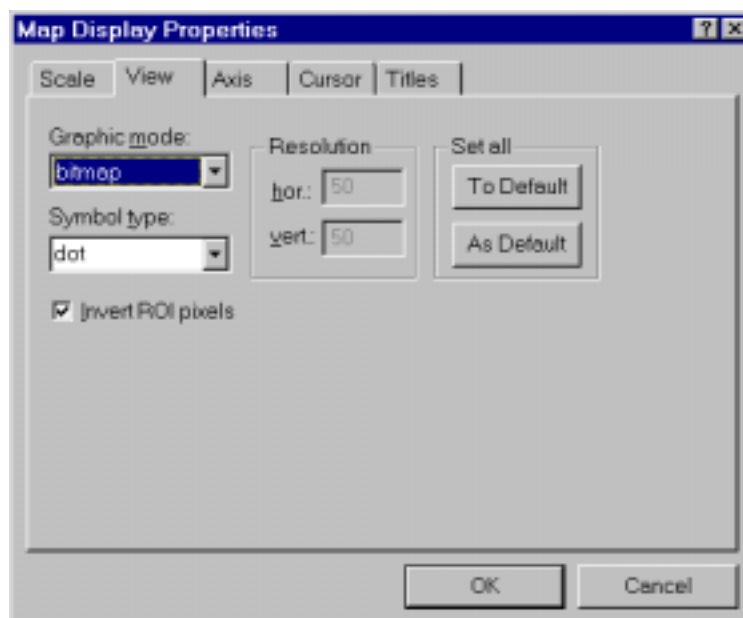 Map Display Properties
? ×
Scale View Axis Cursor Titles
Graphic mode:
bitmap
Symbol type:
dot
Invert ROI pixels
Resolution
hor.: 50
vert.: 50
Set all
To Default
As Default
OK Cancel